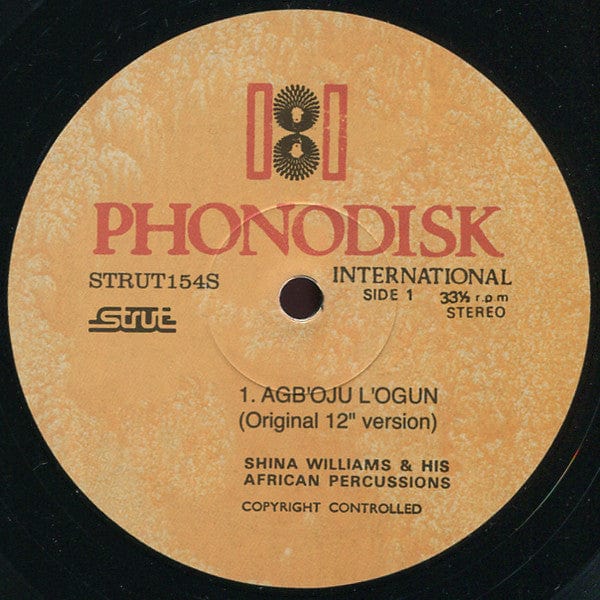 PHONODISK
STRUT154S
INTERNATIONAL
strut
SIDE 1 33⅓ r.p.m
STEREO
1. AGB'OJU L'OGUN
(Original 12" version)
SHINA WILLIAMS & HIS
AFRICAN PERCUSSIONS
COPYRIGHT CONTROLLED